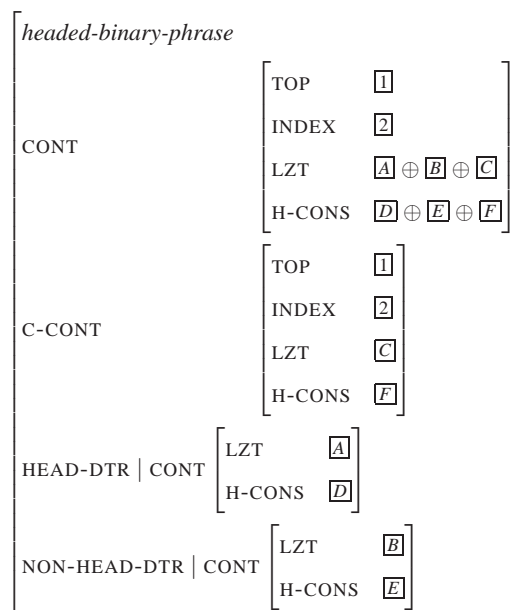 headed-binary-phrase
CONT
TOP 1
INDEX 2
LZT A ⊕ B ⊕ C
H-CONS D ⊕ E ⊕ F
C-CONT
TOP 1
INDEX 2
LZT C
H-CONS F
HEAD-DTR | CONT
LZT A
H-CONS D
NON-HEAD-DTR | CONT
LZT B
H-CONS E